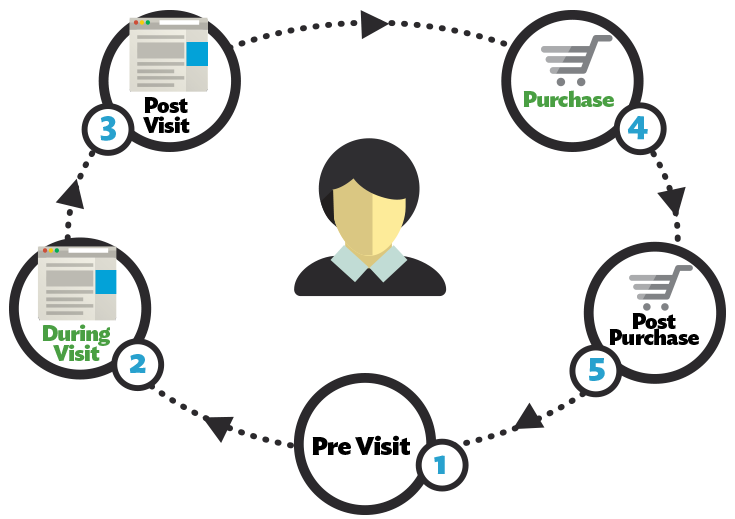 Post
Visit
3
Purchase
4
During
Visit
2
Post
Purchase
5
Pre Visit
1